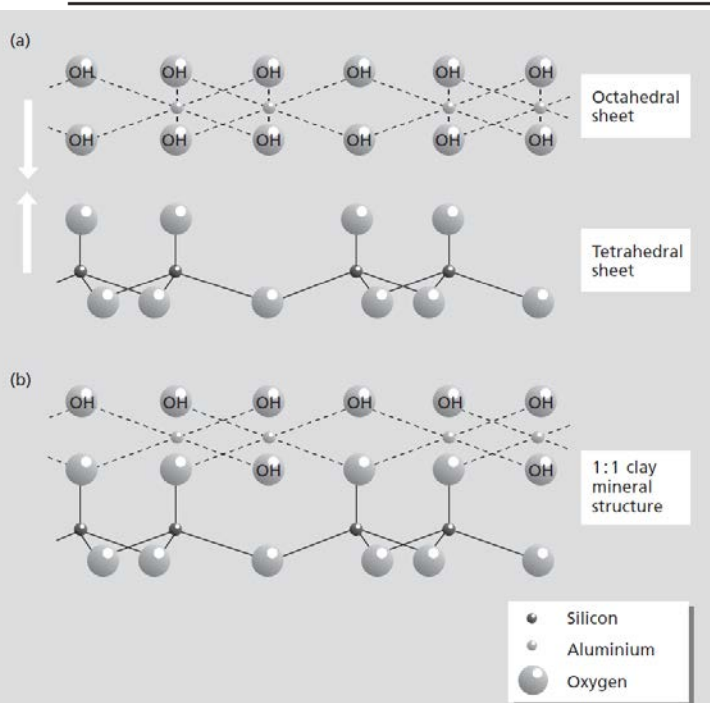 (a)
OH OH OH OH OH OH
OH OH OH OH OH OH
Octahedral
sheet
Tetrahedral
sheet
(b)
OH OH OH OH OH OH
OH OH
1:1 clay
mineral
structure
Silicon
Aluminium
Oxygen